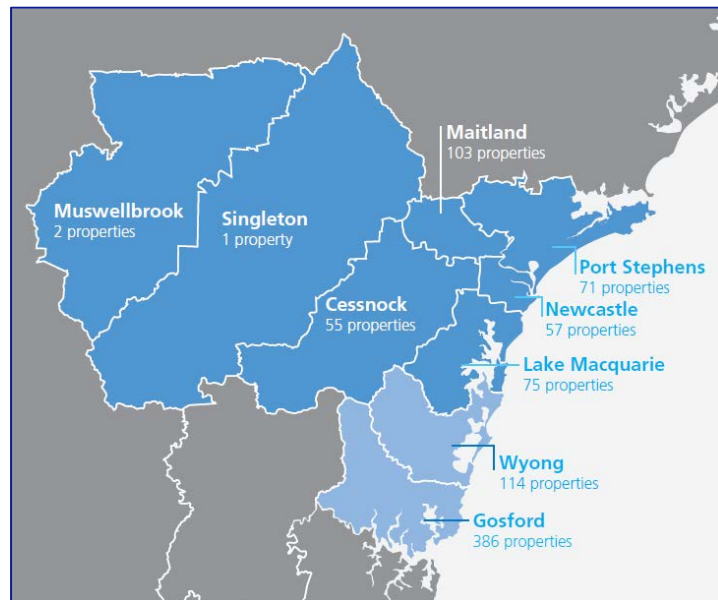 Maitland
103 properties
Muswellbrook
2 properties
Singleton
1 property
Port Stephens
71 properties
Cessnock
55 properties
Newcastle
57 properties
Lake Macquarie
75 properties
Wyong
114 properties
Gosford
386 properties